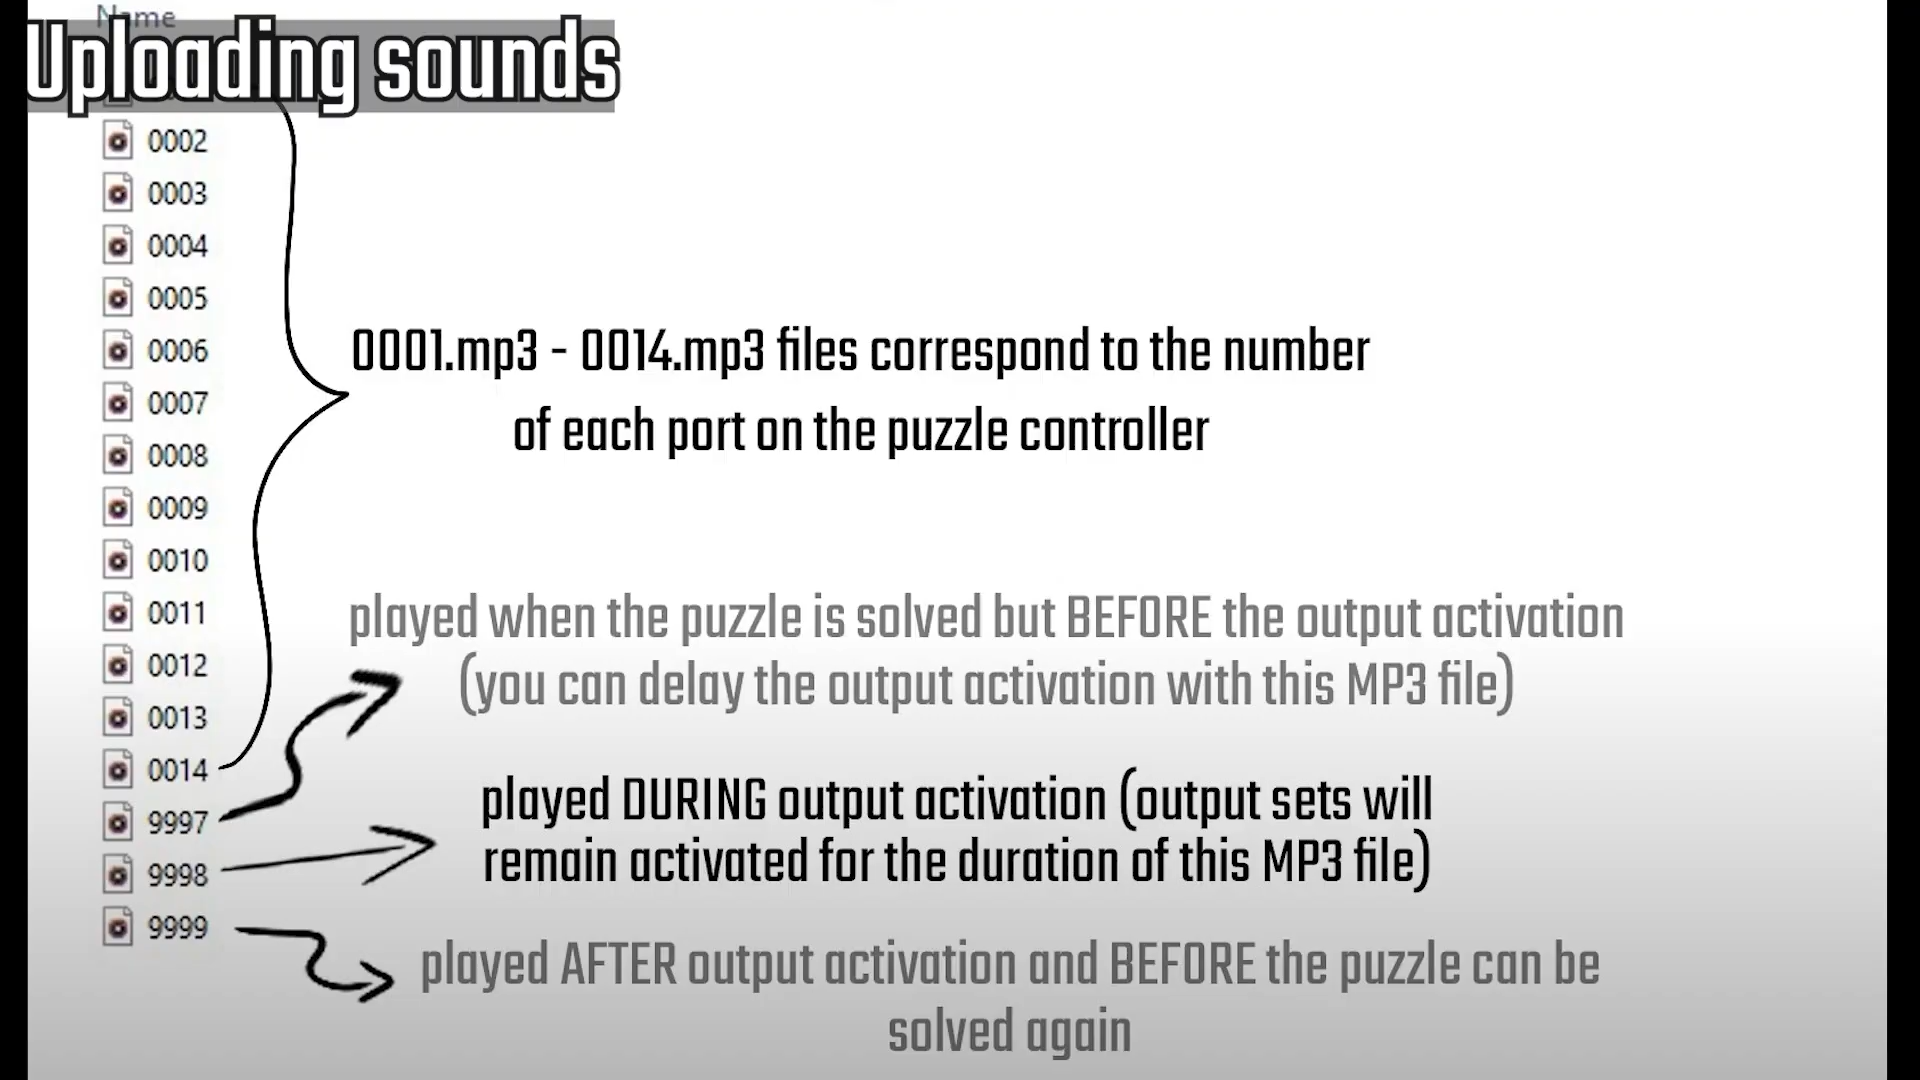 Name
Uploading sounds
0002
0003
0004
0005
0006
0001.mp3 - 0014.mp3 files correspond to the number
of each port on the puzzle controller
0007
0008
0009
0010
0011
0012
0013
0014
9997
9998
9999
played when the puzzle is solved but BEFORE the output activation
(you can delay the output activation with this MP3 file)
played DURING output activation (output sets will
remain activated for the duration of this MP3 file)
played AFTER output activation and BEFORE the puzzle can be
solved again